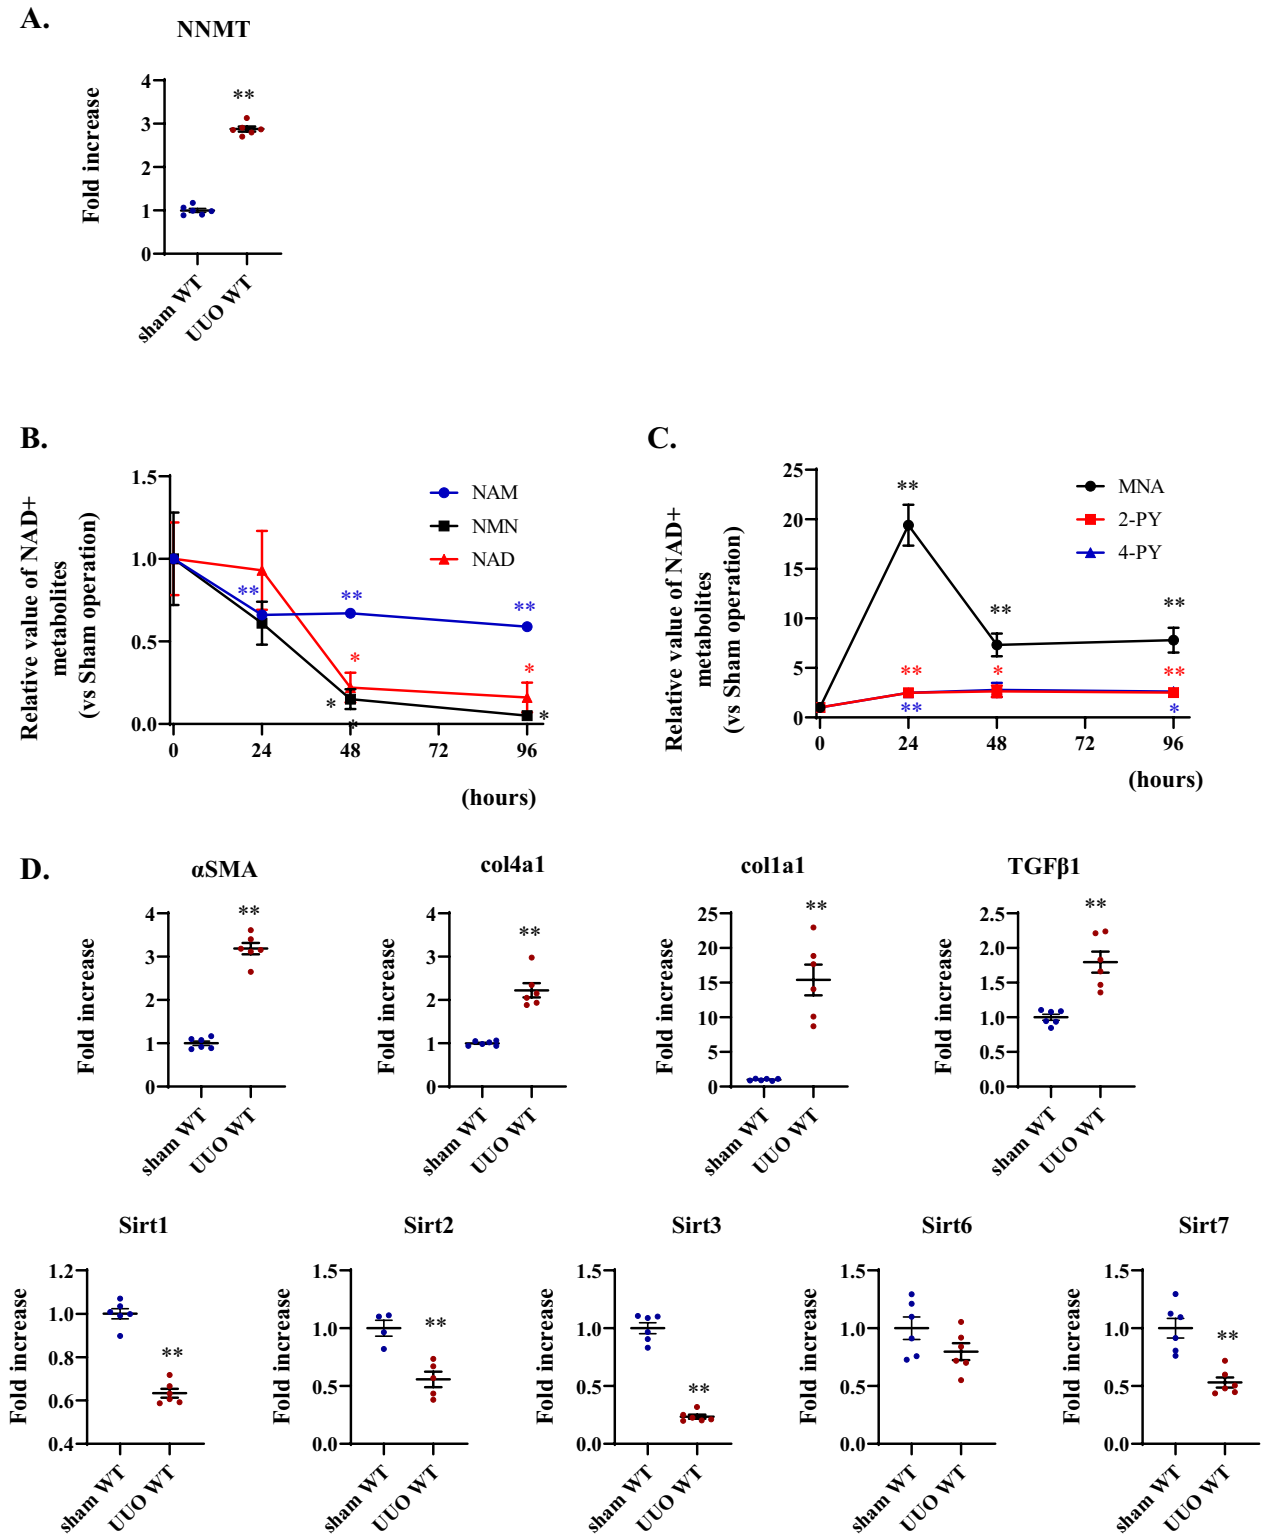 A.
NNMT
Fold increase
4
3
2
1
0
**
sham WT
UUO WT
B.
Relative value of NAD+
metabolites
(vs Sham operation)
1.5
1.0
0.5
0.0
NAM
NMN
NAD
**
**
**
*
*
*
*
*
0
24
48
72
96
(hours)
C.
Relative value of NAD+
metabolites
(vs Sham operation)
25
20
15
10
5
0
MNA
2-PY
4-PY
**
**
**
**
*
**
**
*
0
24
48
72
96
(hours)
D.
αSMA
Fold increase
4
3
2
1
0
**
sham WT
UUO WT
col4a1
Fold increase
4
3
2
1
0
**
sham WT
UUO WT
col1a1
Fold increase
25
20
15
10
5
0
**
sham WT
UUO WT
TGFβ1
Fold increase
2.5
2.0
1.5
1.0
0.5
0.0
**
sham WT
UUO WT
Sirt1
Fold increase
1.2
1.0
0.8
0.6
0.4
**
sham WT
UUO WT
Sirt2
Fold increase
1.5
1.0
0.5
0.0
**
sham WT
UUO WT
Sirt3
Fold increase
1.5
1.0
0.5
0.0
**
sham WT
UUO WT
Sirt6
Fold increase
1.5
1.0
0.5
0.0
sham WT
UUO WT
Sirt7
Fold increase
1.5
1.0
0.5
0.0
**
sham WT
UUO WT